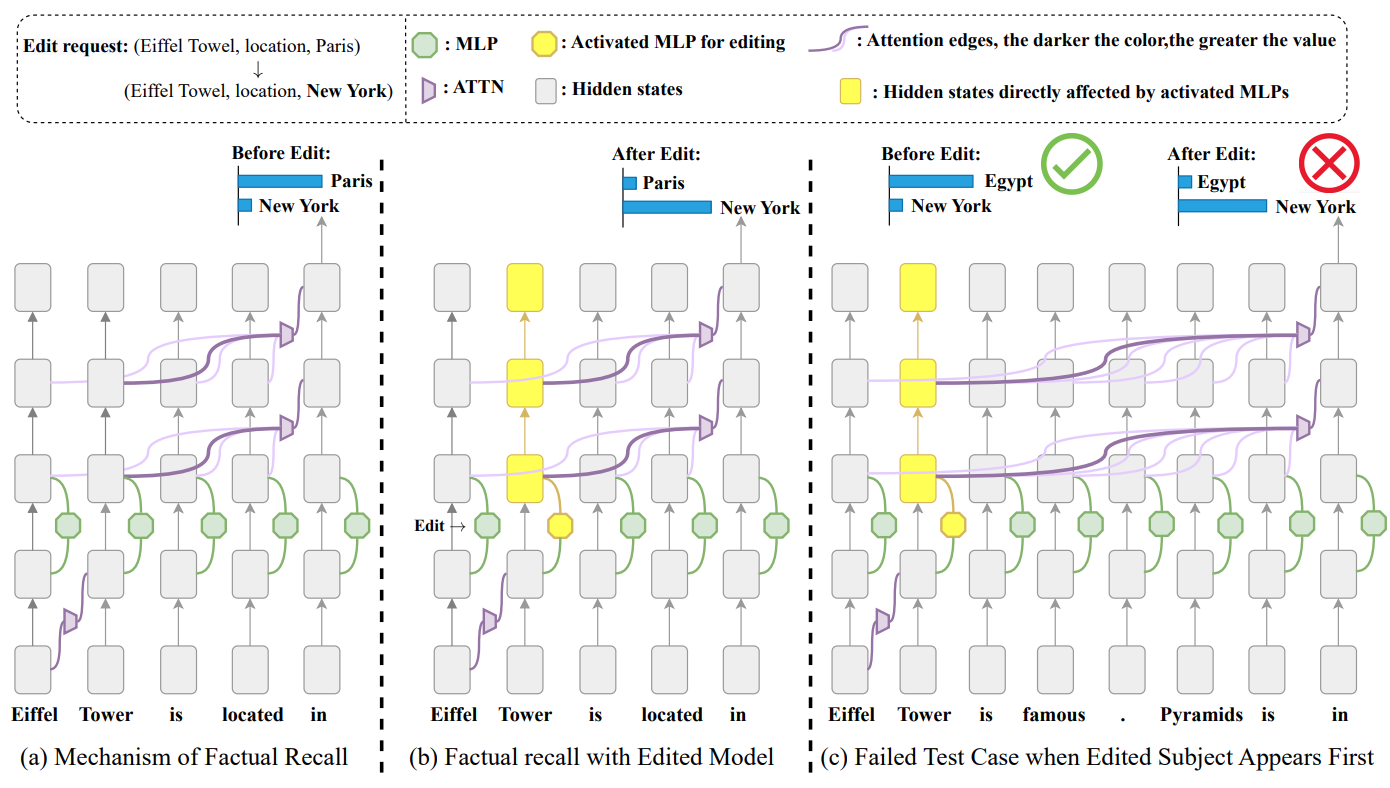 Edit request: (Eiffel Towel, location, Paris)
↓
(Eiffel Towel, location, New York)
: MLP
: Activated MLP for editing
: Attention edges, the darker the color,the greater the value
: ATTN
: Hidden states
: Hidden states directly affected by activated MLPs
Before Edit:
Paris
New York
Eiffel Tower is located in
(a) Mechanism of Factual Recall
After Edit:
Paris
New York
Edit →
Eiffel Tower is located in
(b) Factual recall with Edited Model
Before Edit:
Egypt
New York
After Edit:
Egypt
New York
Eiffel Tower is famous . Pyramids is in
(c) Failed Test Case when Edited Subject Appears First